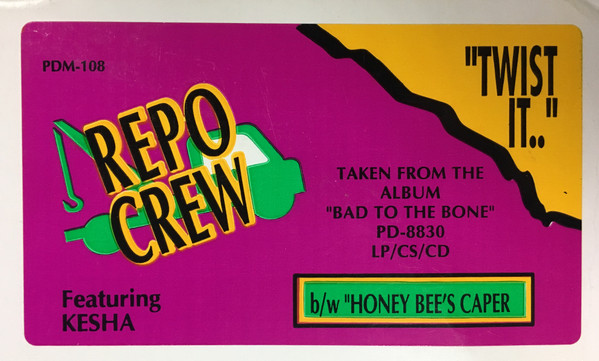 PDM-108
"TWIST
IT.."
REPO
CREW
TAKEN FROM THE
ALBUM
"BAD TO THE BONE"
PD-8830
LP/CS/CD
Featuring
KESHA
b/w "HONEY BEE'S CAPER